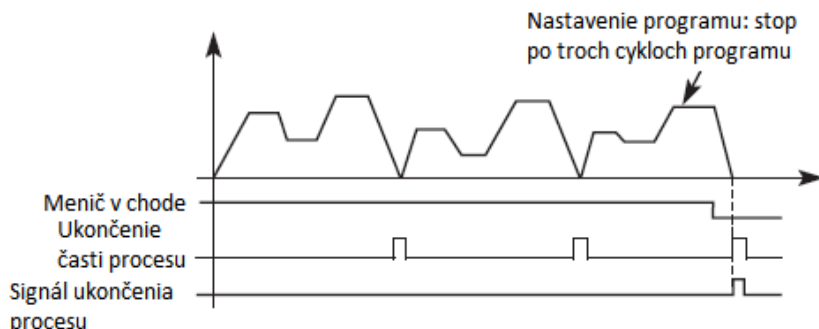 Nastavenie programu: stop
po troch cykloch programu
Menič v chode
Ukončenie
časti procesu
Signál ukončenia
procesu